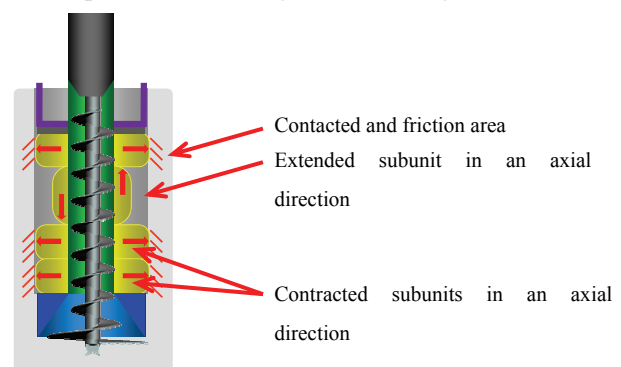 Contacted and friction area
Extended subunit in an axial
direction
Contracted subunits in an axial
direction